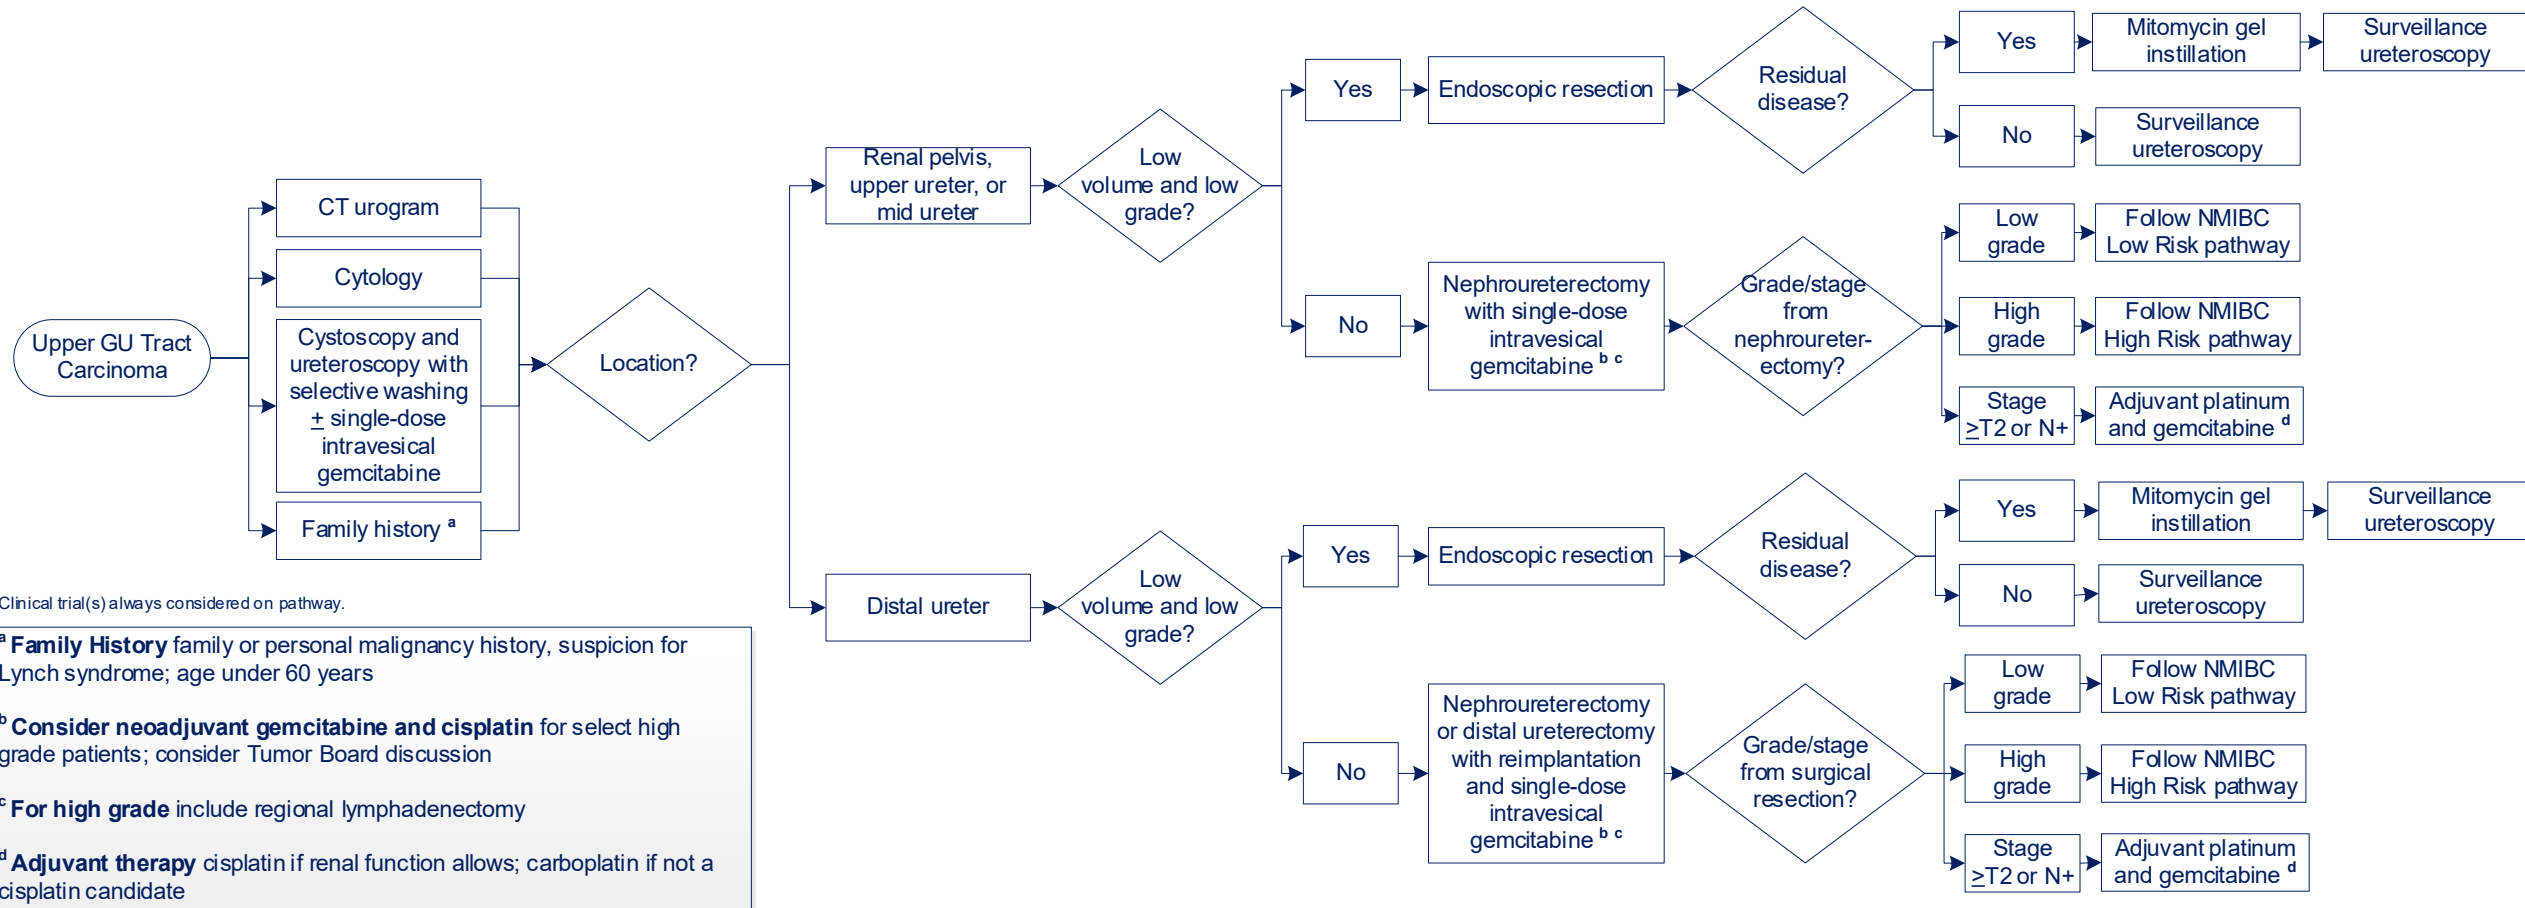 Upper GU Tract
Carcinoma
CT urogram
Cytology
Cystoscopy and
ureteroscopy with
selective washing
± single-dose
intravesical
gemcitabine
Family history a
Location?
Renal pelvis,
upper ureter, or
mid ureter
Low
volume and low
grade?
Yes
Endoscopic resection
Residual
disease?
Yes
Mitomycin gel
instillation
Surveillance
ureteroscopy
No
Surveillance
ureteroscopy
No
Nephroureterectomy
with single-dose
intravesical
gemcitabine b c
Grade/stage
from
nephroureter-
ectomy?
Low
grade
Follow NMIBC
Low Risk pathway
High
grade
Follow NMIBC
High Risk pathway
Stage
≥T2 or N+
Adjuvant platinum
and gemcitabine d
Distal ureter
Low
volume and low
grade?
Yes
Endoscopic resection
Residual
disease?
Yes
Mitomycin gel
instillation
Surveillance
ureteroscopy
No
Surveillance
ureteroscopy
No
Nephroureterectomy
or distal ureterectomy
with reimplantation
and single-dose
intravesical
gemcitabine b c
Grade/stage
from surgical
resection?
Low
grade
Follow NMIBC
Low Risk pathway
High
grade
Follow NMIBC
High Risk pathway
Stage
≥T2 or N+
Adjuvant platinum
and gemcitabine d
Clinical trial(s) always considered on pathway.
a Family History family or personal malignancy history, suspicion for
Lynch syndrome; age under 60 years
b Consider neoadjuvant gemcitabine and cisplatin for select high
grade patients; consider Tumor Board discussion
c For high grade include regional lymphadenectomy
d Adjuvant therapy cisplatin if renal function allows; carboplatin if not a
cisplatin candidate